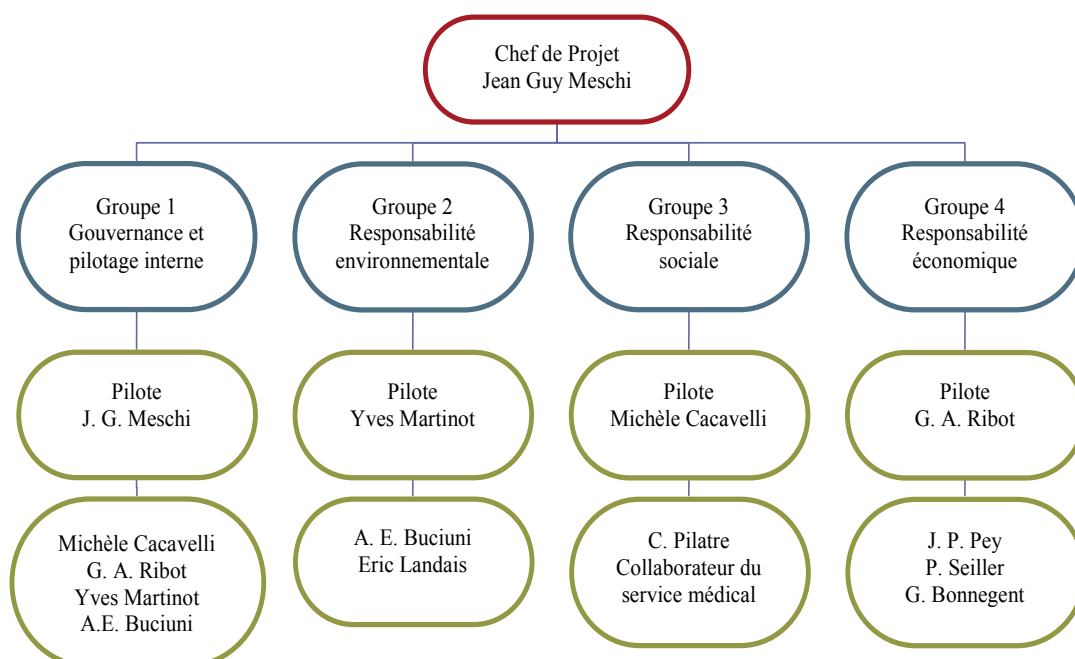 Chef de Projet
Jean Guy Meschi
Groupe 1
Gouvernance et
pilotage interne
Groupe 2
Responsabilité
environnementale
Groupe 3
Responsabilité
sociale
Groupe 4
Responsabilité
économique
Pilote
J. G. Meschi
Pilote
Yves Martinot
Pilote
Michèle Cacavelli
Pilote
G. A. Ribot
Michèle Cacavelli
G. A. Ribot
Yves Martinot
A.E. Buciuni
A. E. Buciuni
Eric Landais
C. Pilatre
Collaborateur du
service médical
J. P. Pey
P. Seiller
G. Bonnegent